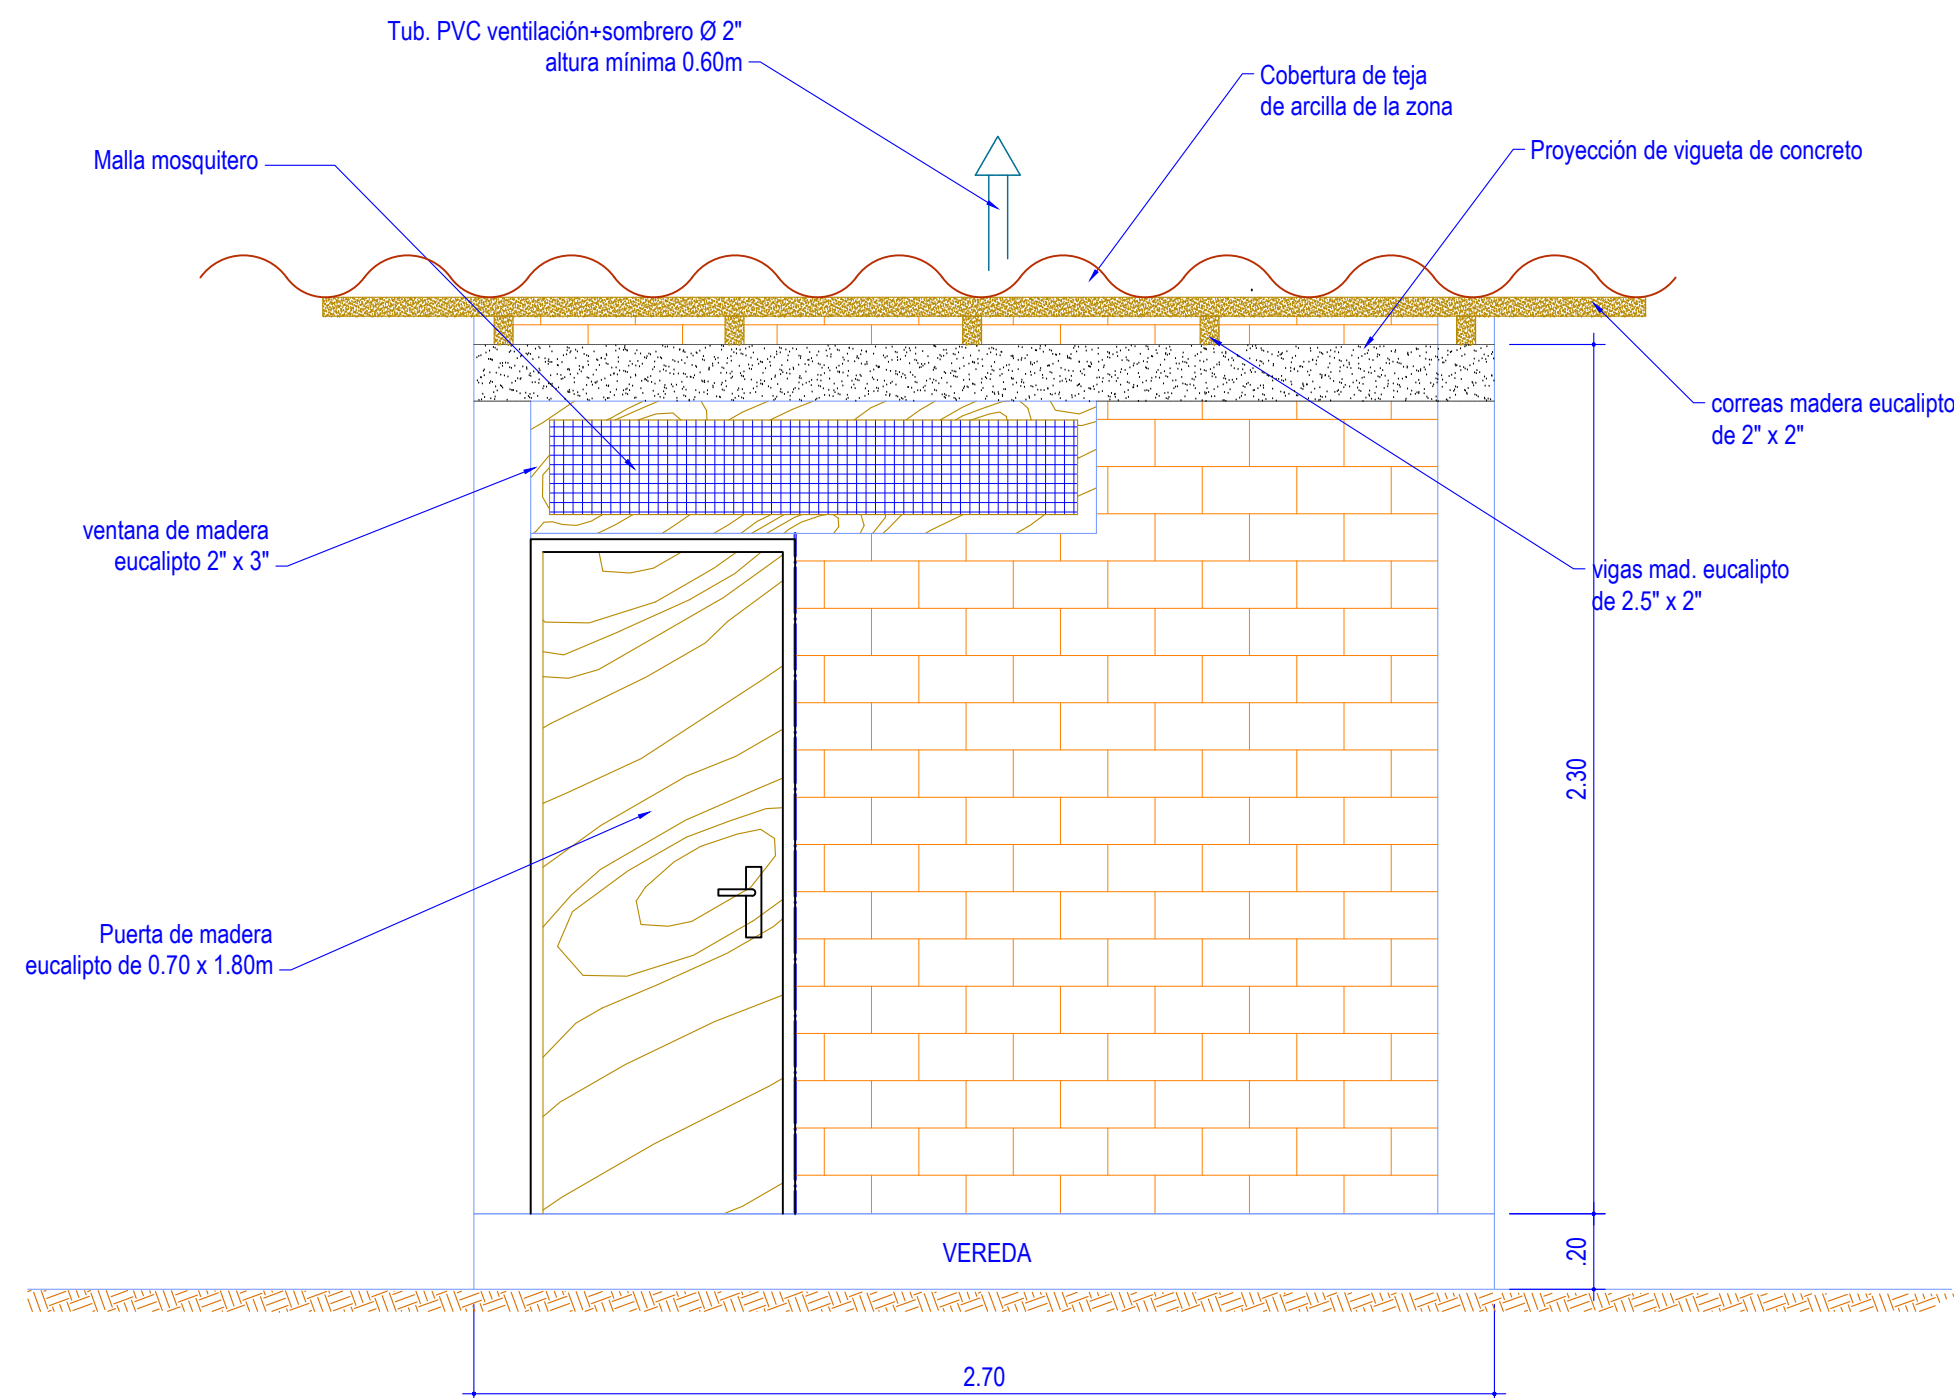 Tub. PVC ventilación+sombrero Ø 2"
altura mínima 0.60m
Cobertura de teja
de arcilla de la zona
Malla mosquitero
Proyección de vigueta de concreto
correas madera eucalipto
de 2" x 2"
ventana de madera
eucalipto 2" x 3"
vigas mad. eucalipto
de 2.5" x 2"
2.30
Puerta de madera
eucalipto de 0.70 x 1.80m
VEREDA
.20
2.70